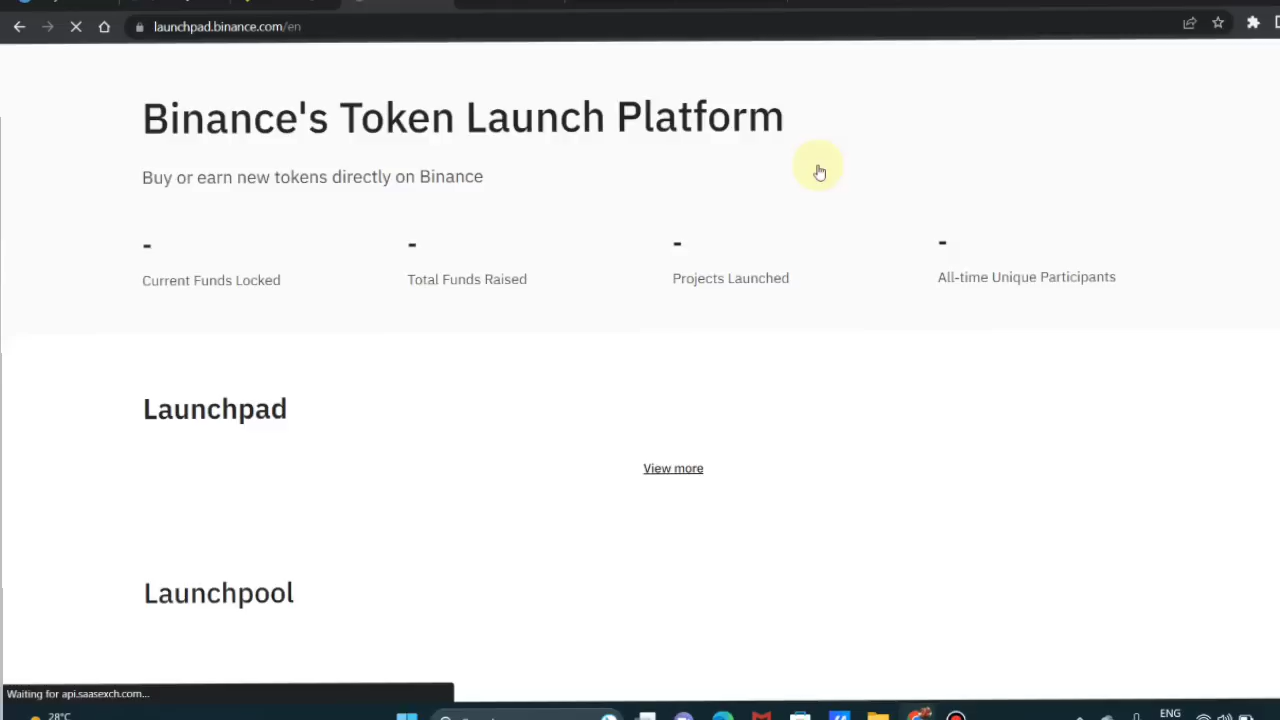 launchpad.binance.com/en
Binance's Token Launch Platform
Buy or earn new tokens directly on Binance
- - - -
Current Funds Locked Total Funds Raised Projects Launched All-time Unique Participants
Launchpad
View more
Launchpool
Waiting for api.saasexch.com...
28°C
ENG